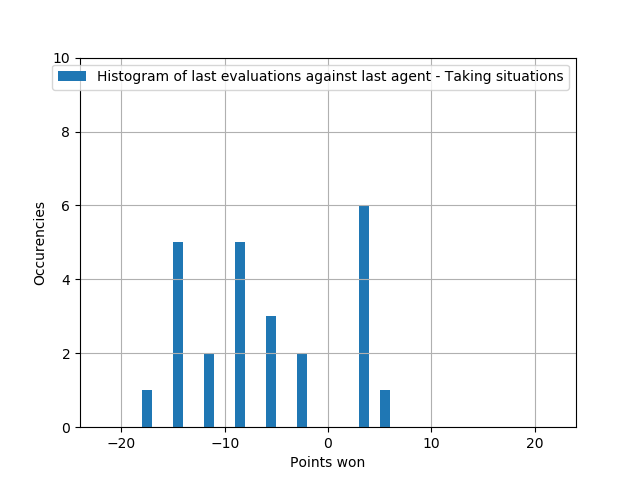 10
Histogram of last evaluations against last agent - Taking situations
8
6
Occurencies
4
2
0
−20 −10 0 10 20
Points won